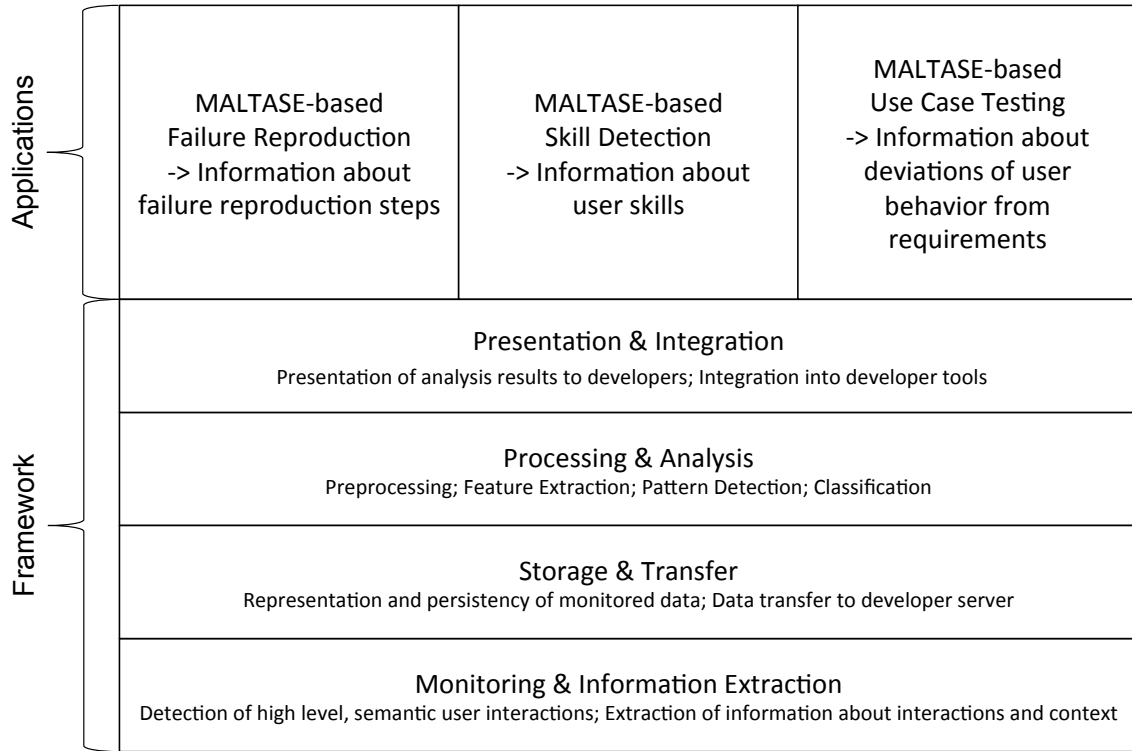 Applications
MALTASE-based
Failure Reproduction
-> Information about
failure reproduction steps
MALTASE-based
Skill Detection
-> Information about
user skills
MALTASE-based
Use Case Testing
-> Information about
deviations of user
behavior from
requirements
Framework
Presentation & Integration
Presentation of analysis results to developers; Integration into developer tools
Processing & Analysis
Preprocessing; Feature Extraction; Pattern Detection; Classification
Storage & Transfer
Representation and persistency of monitored data; Data transfer to developer server
Monitoring & Information Extraction
Detection of high level, semantic user interactions; Extraction of information about interactions and context